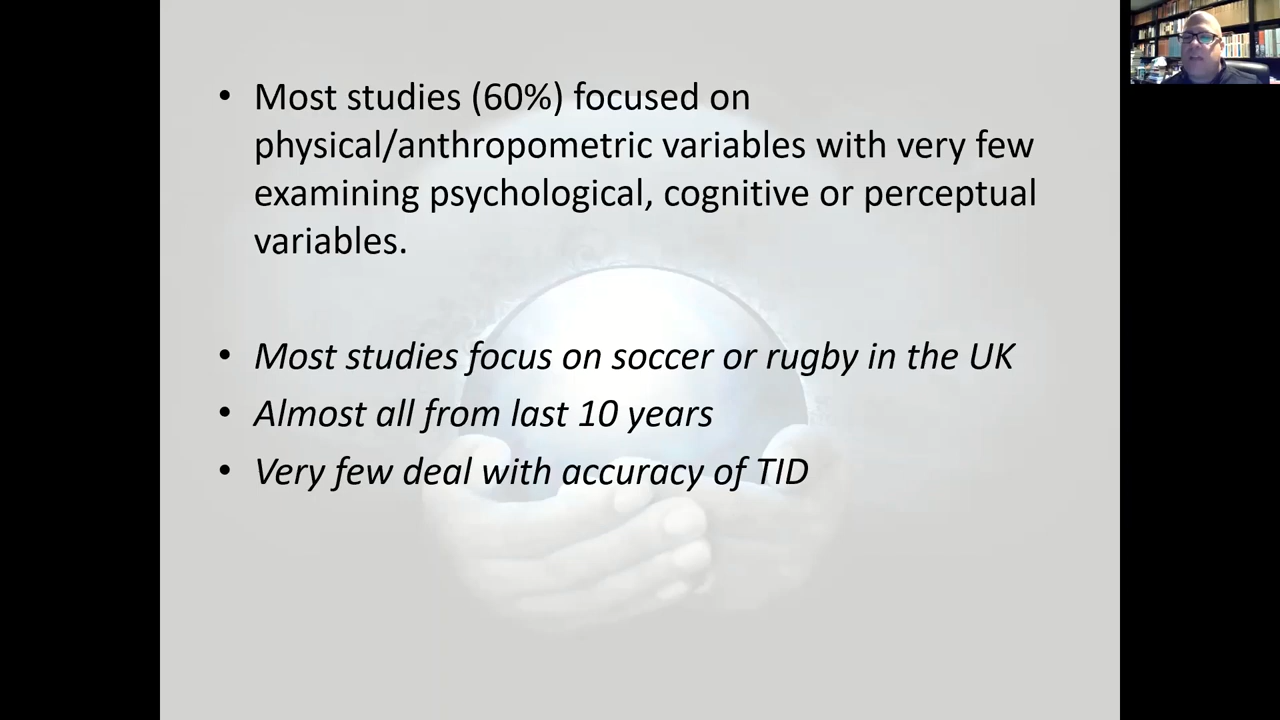 • Most studies (60%) focused on
physical/anthropometric variables with very few
examining psychological, cognitive or perceptual
variables.
• Most studies focus on soccer or rugby in the UK
• Almost all from last 10 years
• Very few deal with accuracy of TID